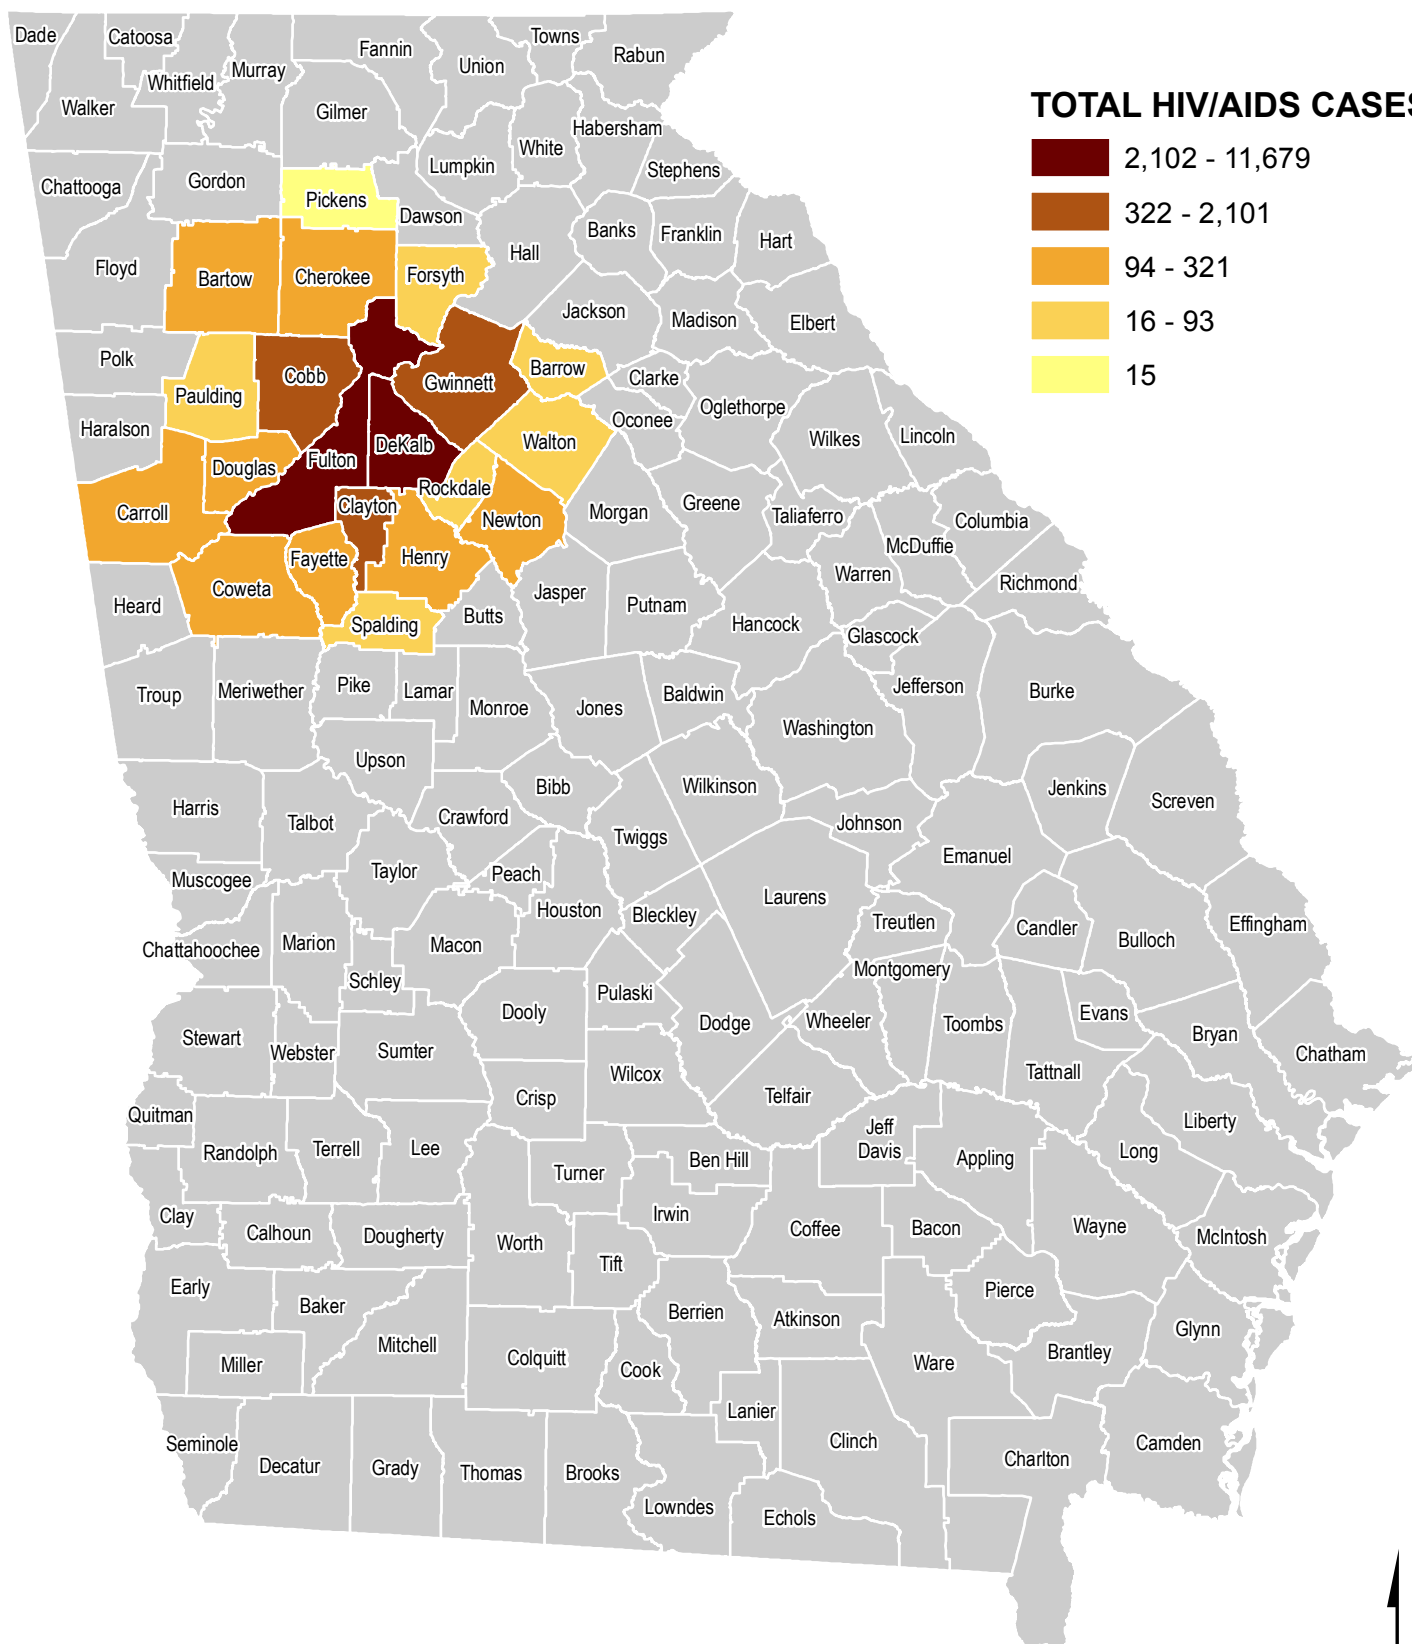 TOTAL HIV/AIDS CASES
2,102 - 11,679
322 - 2,101
94 - 321
16 - 93
15
Dade
Catoosa
Whitfield
Murray
Fannin
Union
Towns
Rabun
Walker
Gilmer
Habersham
White
Lumpkin
Stephens
Chattooga
Gordon
Pickens
Dawson
Banks
Franklin
Hart
Hall
Floyd
Bartow
Cherokee
Forsyth
Jackson
Madison
Elbert
Polk
Paulding
Cobb
Gwinnett
Barrow
Clarke
Oglethorpe
Oconee
Haralson
Wilkes
Lincoln
Douglas
Fulton
DeKalb
Walton
Rockdale
Carroll
Clayton
Newton
Morgan
Greene
Taliaferro
Columbia
McDuffie
Fayette
Henry
Warren
Richmond
Coweta
Heard
Jasper
Putnam
Butts
Spalding
Hancock
Glascock
Troup
Meriwether
Pike
Lamar
Monroe
Jones
Baldwin
Jefferson
Burke
Washington
Upson
Bibb
Wilkinson
Jenkins
Screven
Harris
Talbot
Crawford
Twiggs
Johnson
Emanuel
Taylor
Peach
Muscogee
Laurens
Houston
Bleckley
Treutlen
Candler
Bulloch
Effingham
Chattahoochee
Marion
Macon
Montgomery
Schley
Pulaski
Dooly
Dodge
Wheeler
Toombs
Evans
Bryan
Stewart
Webster
Sumter
Chatham
Wilcox
Tattnall
Crisp
Telfair
Quitman
Randolph
Terrell
Lee
Liberty
Jeff
Davis
Long
Turner
Ben Hill
Appling
Clay
Calhoun
Dougherty
Worth
Irwin
Coffee
Bacon
Wayne
McIntosh
Tift
Early
Baker
Pierce
Berrien
Atkinson
Glynn
Mitchell
Miller
Colquitt
Cook
Ware
Brantley
Lanier
Seminole
Decatur
Grady
Thomas
Brooks
Clinch
Charlton
Camden
Lowndes
Echols